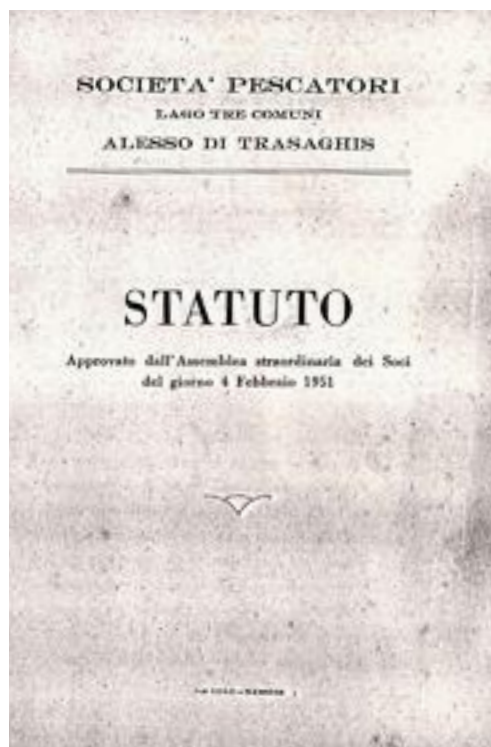 SOCIETA' PESCATORI
LAGO TRE COMUNI
ALESSO DI TRASAGHIS
STATUTO
Approvato dall'Assemblea straordinaria dei Soci
del giorno 4 Febbraio 1951